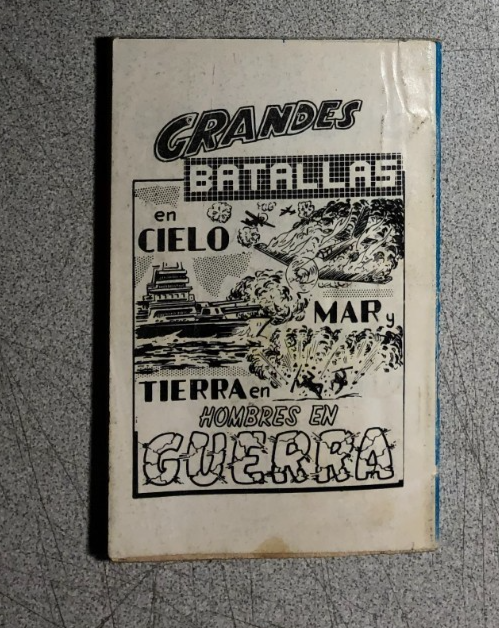 GRANDES
BATALLAS
en
CIELO
MAR y
TIERRA en
HOMBRES EN
GUERRA